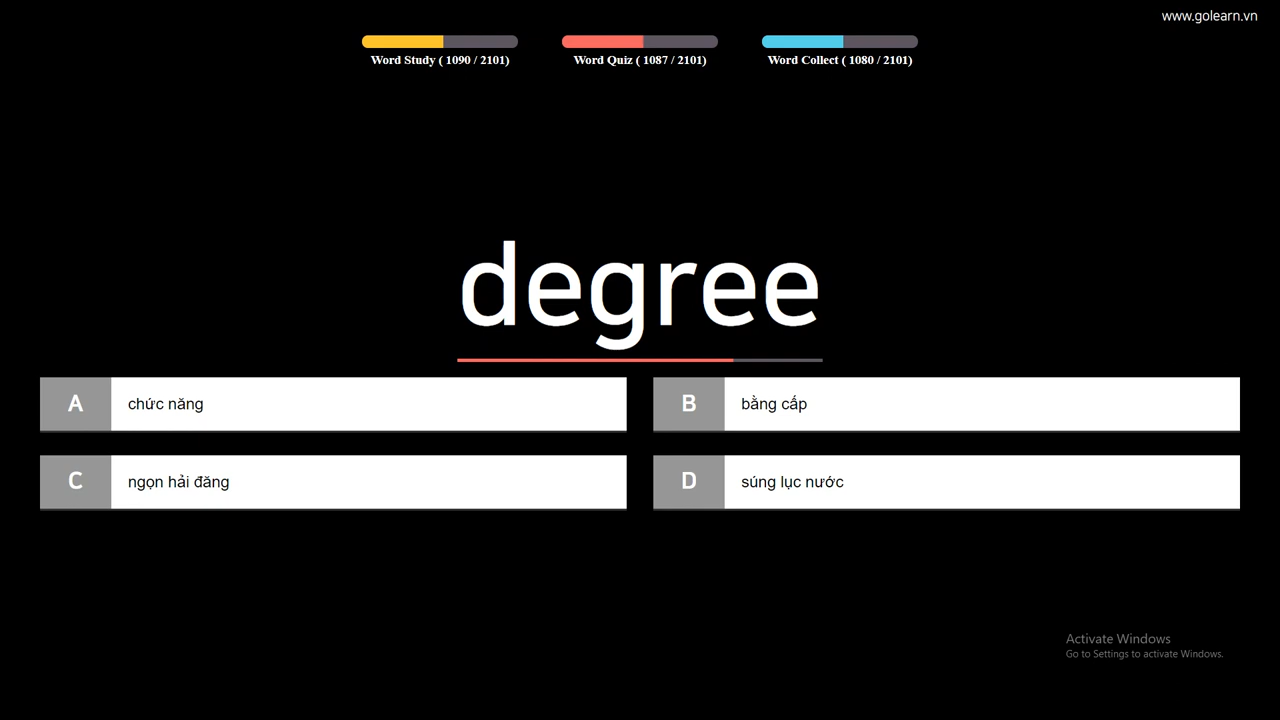 www.golearn.vn
Word Study ( 1090 / 2101) Word Quiz ( 1087 / 2101) Word Collect ( 1080 / 2101)
degree
A chức năng B bằng cấp
C ngọn hải đăng D súng lục nước
Activate Windows
Go to Settings to activate Windows.